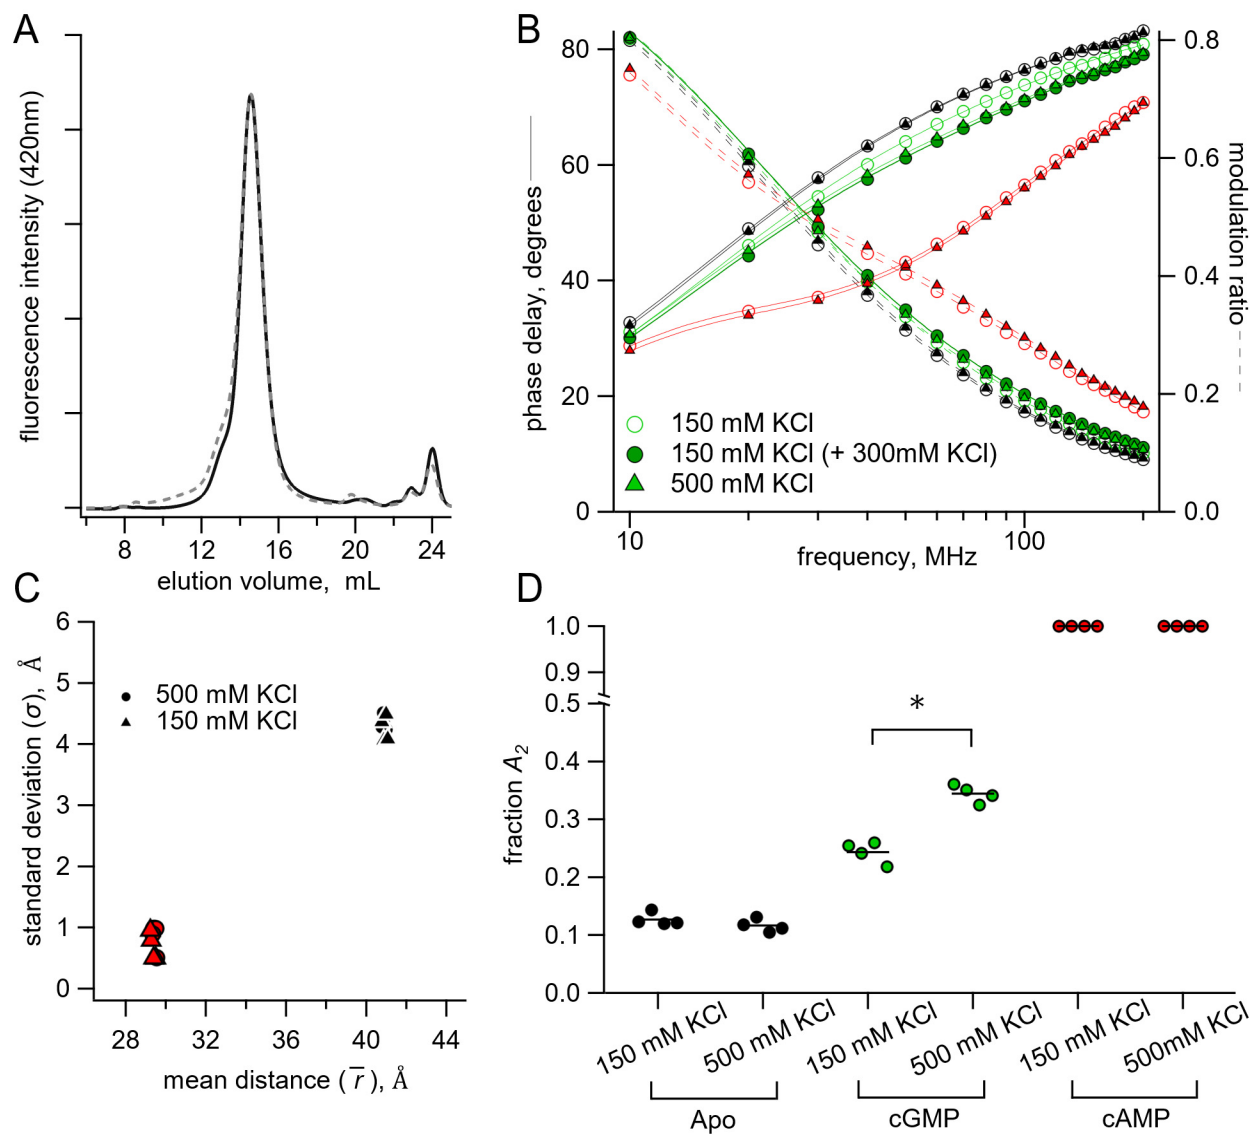 A
fluorescence intensity (420nm)
8
12
16
20
24
elution volume, mL
B
80
60
40
20
0
phase delay, degrees
0.8
0.6
0.4
0.2
0.0
modulation ratio
150 mM KCl
150 mM KCl (+ 300mM KCl)
500 mM KCl
10
100
frequency, MHz
C
6
5
4
3
2
1
0
standard deviation (σ), Å
500 mM KCl
150 mM KCl
28
32
36
40
44
mean distance (r̅), Å
D
1.0
0.9
0.5
0.4
0.3
0.2
0.1
0.0
fraction A₂
*
150 mM KCl
500 mM KCl
150 mM KCl
500 mM KCl
150 mM KCl
500mM KCl
Apo
cGMP
cAMP